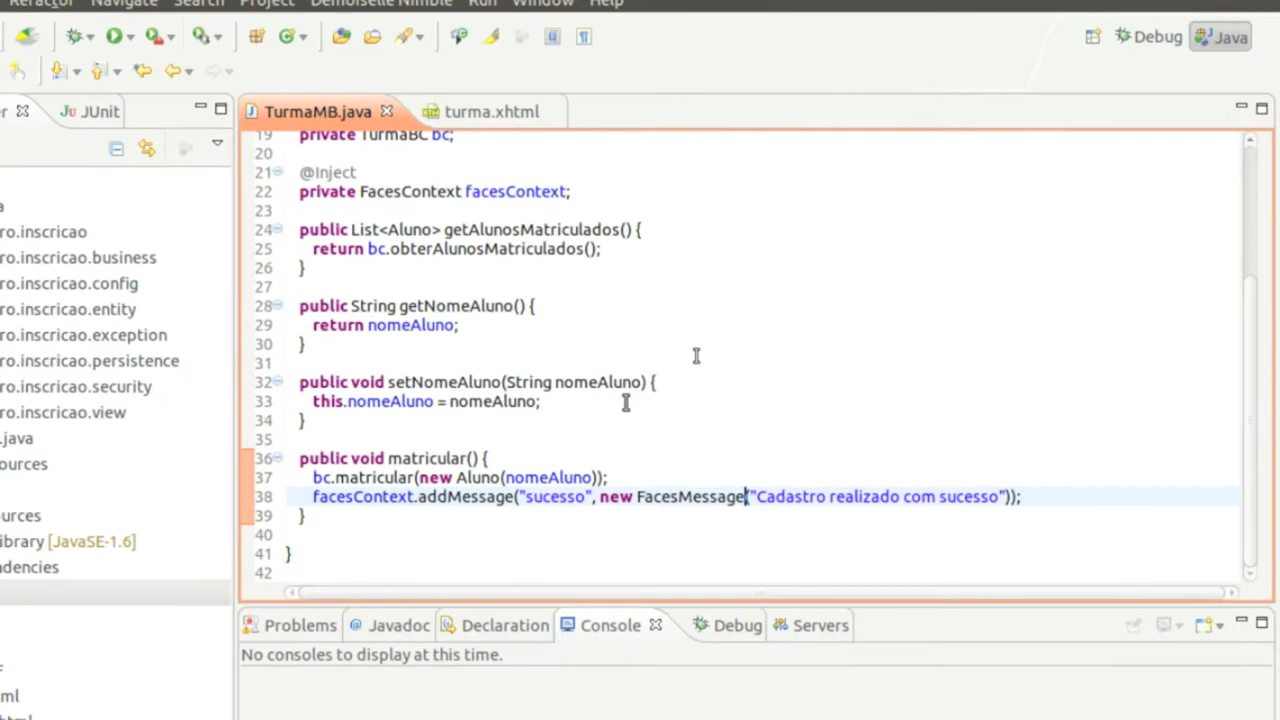 Refactor Navigate Search Project Demoiselle Nimble Run Window Help
Debug Java
JUnit
TurmaMB.java turma.xhtml
19 private TurmaBC bc;
20
21 @Inject
22 private FacesContext facesContext;
23
24 public List<Aluno> getAlunosMatriculados() {
25 return bc.obterAlunosMatriculados();
26 }
27
28 public String getNomeAluno() {
29 return nomeAluno;
30 }
31
32 public void setNomeAluno(String nomeAluno) {
33 this.nomeAluno = nomeAluno;
34 }
35
36 public void matricular() {
37 bc.matricular(new Aluno(nomeAluno));
38 facesContext.addMessage("sucesso", new FacesMessage("Cadastro realizado com sucesso"));
39 }
40
41 }
42
a
ro.inscricao
ro.inscricao.business
ro.inscricao.config
ro.inscricao.entity
ro.inscricao.exception
ro.inscricao.persistence
ro.inscricao.security
ro.inscricao.view
.java
ources
ources
ibrary [JavaSE-1.6]
ndencies
ml
Problems Javadoc Declaration Console Debug Servers
No consoles to display at this time.